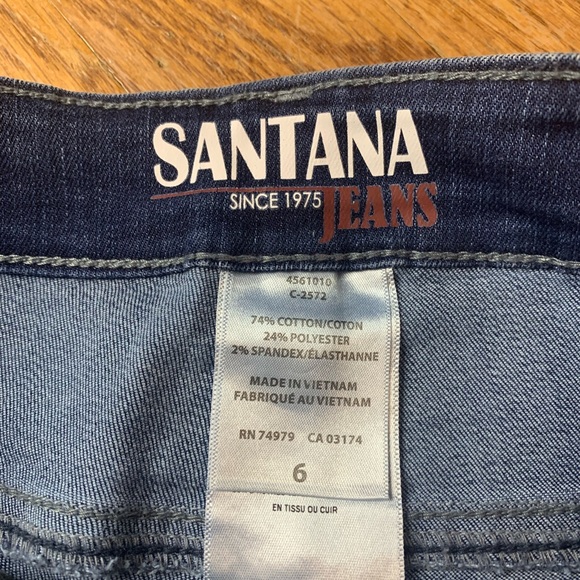 SANTANA
SINCE 1975 JEANS
4561010
C-2572
74% COTTON/COTON
24% POLYESTER
2% SPANDEX/ÉLASTHANNE
MADE IN VIETNAM
FABRIQUÉ AU VIETNAM
RN 74979 CA 03174
6
EN TISSU OU CUIR